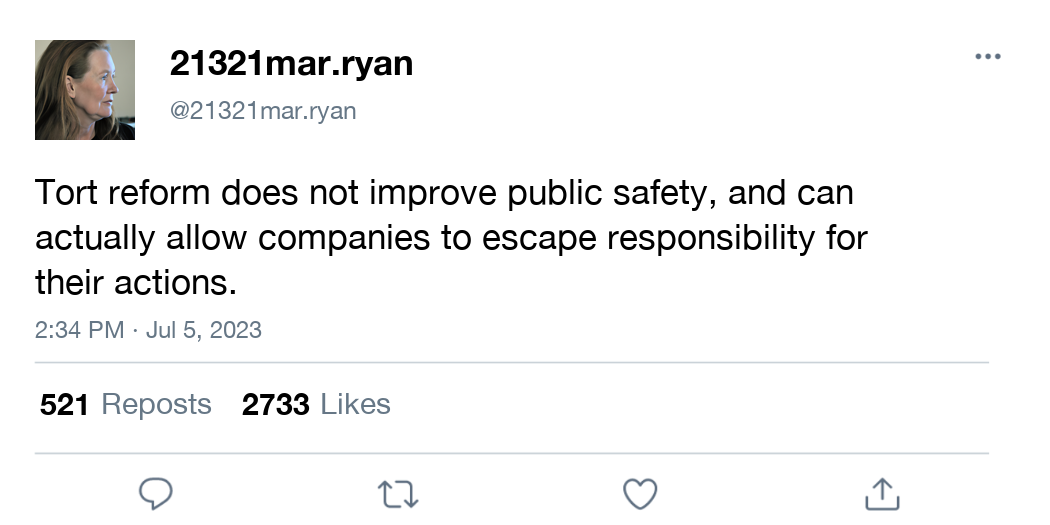 21321mar.ryan
@21321mar.ryan
Tort reform does not improve public safety, and can
actually allow companies to escape responsibility for
their actions.
2:34 PM · Jul 5, 2023
521 Reposts 2733 Likes